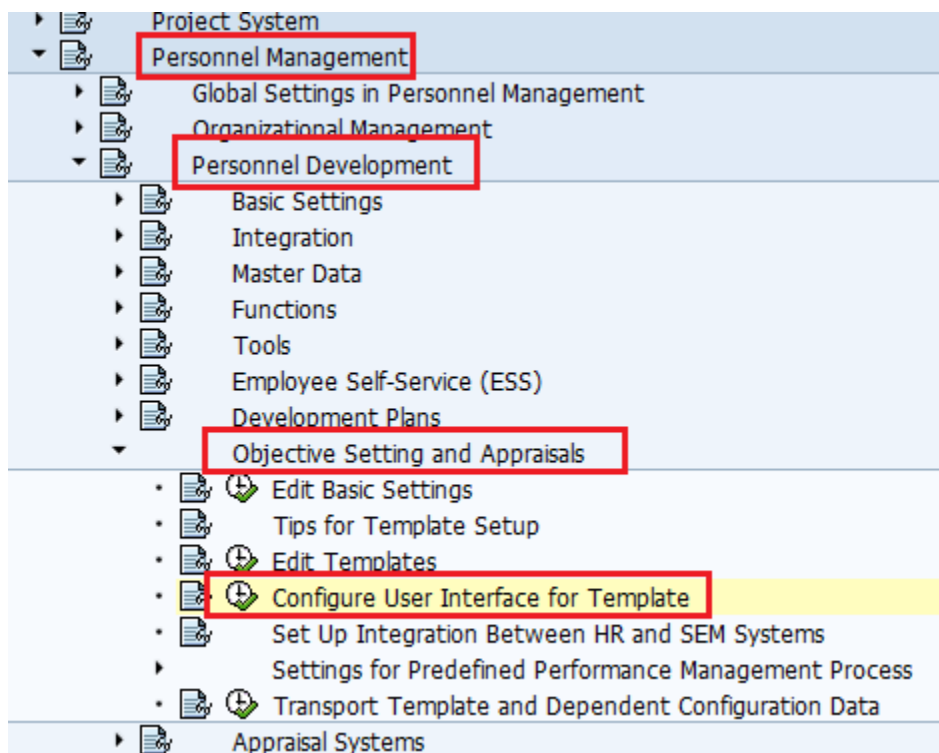 Project System
Personnel Management
Global Settings in Personnel Management
Organizational Management
Personnel Development
Basic Settings
Integration
Master Data
Functions
Tools
Employee Self-Service (ESS)
Development Plans
Objective Setting and Appraisals
Edit Basic Settings
Tips for Template Setup
Edit Templates
Configure User Interface for Template
Set Up Integration Between HR and SEM Systems
Settings for Predefined Performance Management Process
Transport Template and Dependent Configuration Data
Appraisal Systems